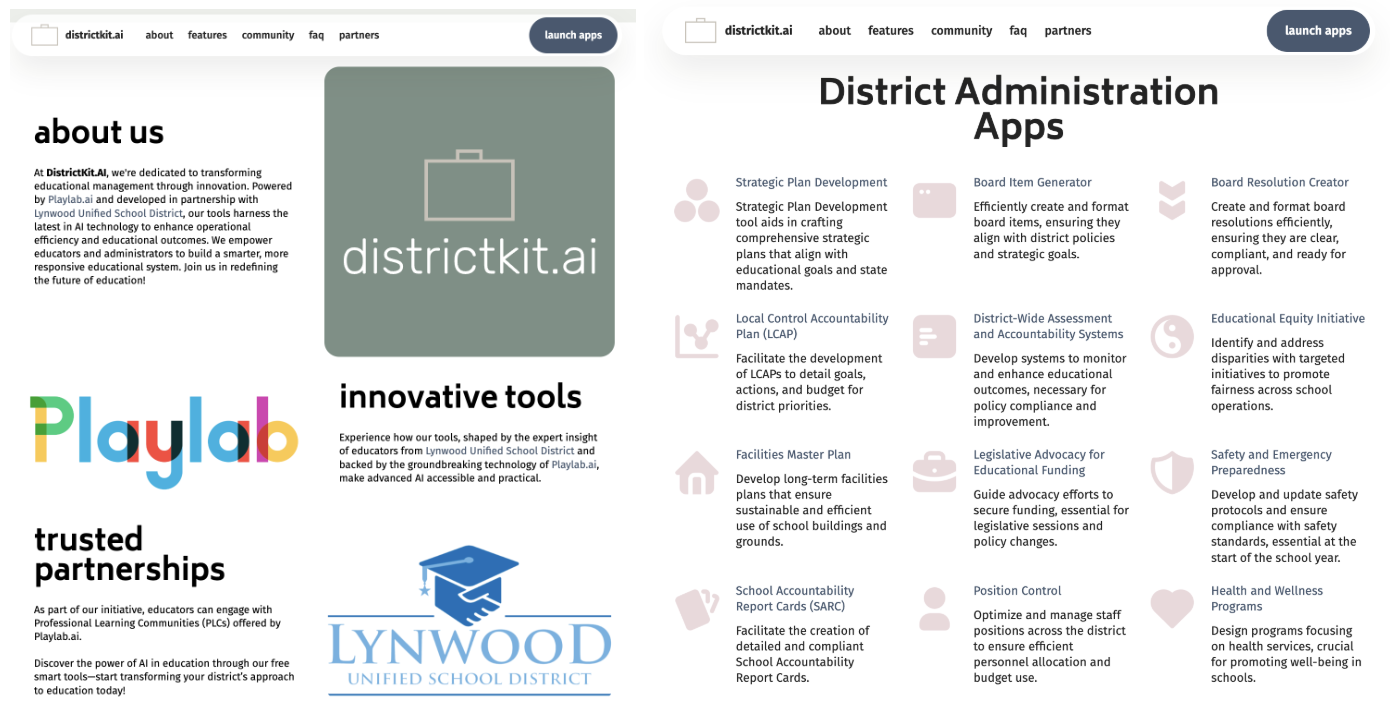 districtkit.ai about features community faq partners launch apps
about us
At DistrictKit.AI, we're dedicated to transforming
educational management through innovation. Powered
by Playlab.ai and developed in partnership with
Lynwood Unified School District, our tools harness the
latest in AI technology to enhance operational
efficiency and educational outcomes. We empower
educators and administrators to build a smarter, more
responsive educational system. Join us in redefining
the future of education!
districtkit.ai
Playlab
innovative tools
Experience how our tools, shaped by the expert insight
of educators from Lynwood Unified School District and
backed by the groundbreaking technology of Playlab.ai,
make advanced AI accessible and practical.
trusted
partnerships
As part of our initiative, educators can engage with
Professional Learning Communities (PLCs) offered by
Playlab.ai.
Discover the power of AI in education through our free
smart tools—start transforming your district's approach
to education today!
LYNWOOD
UNIFIED SCHOOL DISTRICT
districtkit.ai about features community faq partners launch apps
District Administration
Apps
Strategic Plan Development
Strategic Plan Development
tool aids in crafting
comprehensive strategic
plans that align with
educational goals and state
mandates.
Board Item Generator
Efficiently create and format
board items, ensuring they
align with district policies
and strategic goals.
Board Resolution Creator
Create and format board
resolutions efficiently,
ensuring they are clear,
compliant, and ready for
approval.
Local Control Accountability
Plan (LCAP)
Facilitate the development
of LCAPs to detail goals,
actions, and budget for
district priorities.
District-Wide Assessment
and Accountability Systems
Develop systems to monitor
and enhance educational
outcomes, necessary for
policy compliance and
improvement.
Educational Equity Initiative
Identify and address
disparities with targeted
initiatives to promote
fairness across school
operations.
Facilities Master Plan
Develop long-term facilities
plans that ensure
sustainable and efficient
use of school buildings and
grounds.
Legislative Advocacy for
Educational Funding
Guide advocacy efforts to
secure funding, essential for
legislative sessions and
policy changes.
Safety and Emergency
Preparedness
Develop and update safety
protocols and ensure
compliance with safety
standards, essential at the
start of the school year.
School Accountability
Report Cards (SARC)
Facilitate the creation of
detailed and compliant
School Accountability
Report Cards.
Position Control
Optimize and manage staff
positions across the district
to ensure efficient
personnel allocation and
budget use.
Health and Wellness
Programs
Design programs focusing
on health services, crucial
for promoting well-being in
schools.